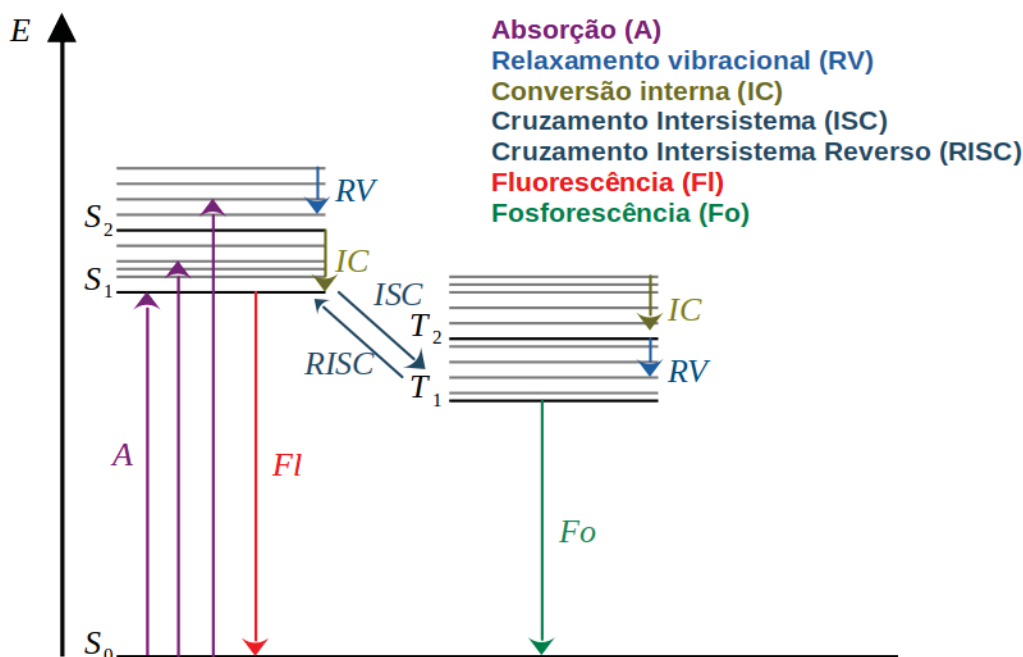 E
Absorção (A)
Relaxamento vibracional (RV)
Conversão interna (IC)
Cruzamento Intersistema (ISC)
Cruzamento Intersistema Reverso (RISC)
Fluorescência (Fl)
Fosforescência (Fo)
RV
S2
IC
S1
ISC
IC
T2
RISC
RV
T1
A
Fl
Fo
S0